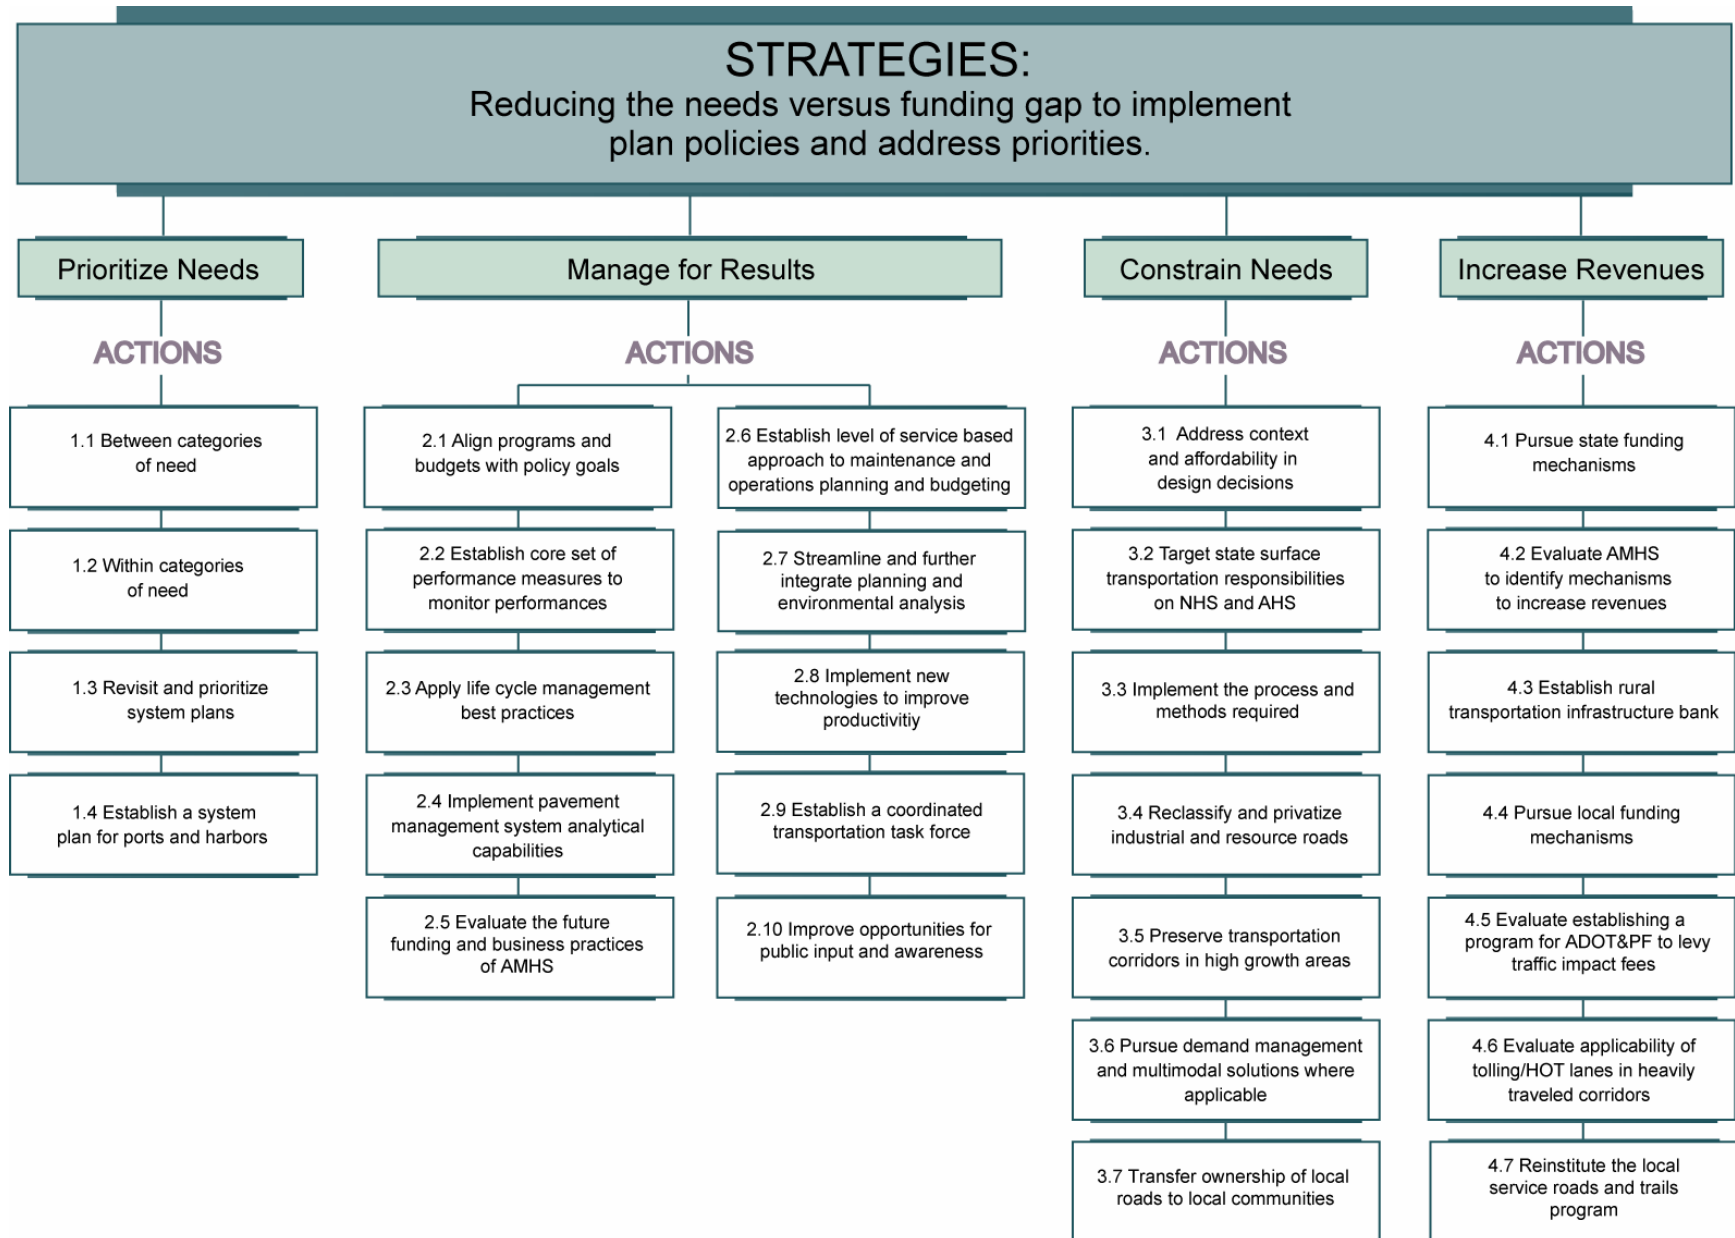 STRATEGIES:
Reducing the needs versus funding gap to implement
plan policies and address priorities.
Prioritize Needs
ACTIONS
1.1 Between categories
of need
1.2 Within categories
of need
1.3 Revisit and prioritize
system plans
1.4 Establish a system
plan for ports and harbors
Manage for Results
ACTIONS
2.1 Align programs and
budgets with policy goals
2.2 Establish core set of
performance measures to
monitor performances
2.3 Apply life cycle management
best practices
2.4 Implement pavement
management system analytical
capabilities
2.5 Evaluate the future
funding and business practices
of AMHS
2.6 Establish level of service based
approach to maintenance and
operations planning and budgeting
2.7 Streamline and further
integrate planning and
environmental analysis
2.8 Implement new
technologies to improve
productivitiy
2.9 Establish a coordinated
transportation task force
2.10 Improve opportunities for
public input and awareness
Constrain Needs
ACTIONS
3.1 Address context
and affordability in
design decisions
3.2 Target state surface
transportation responsibilities
on NHS and AHS
3.3 Implement the process and
methods required
3.4 Reclassify and privatize
industrial and resource roads
3.5 Preserve transportation
corridors in high growth areas
3.6 Pursue demand management
and multimodal solutions where
applicable
3.7 Transfer ownership of local
roads to local communities
Increase Revenues
ACTIONS
4.1 Pursue state funding
mechanisms
4.2 Evaluate AMHS
to identify mechanisms
to increase revenues
4.3 Establish rural
transportation infrastructure bank
4.4 Pursue local funding
mechanisms
4.5 Evaluate establishing a
program for ADOT&PF to levy
traffic impact fees
4.6 Evaluate applicability of
tolling/HOT lanes in heavily
traveled corridors
4.7 Reinstitute the local
service roads and trails
program